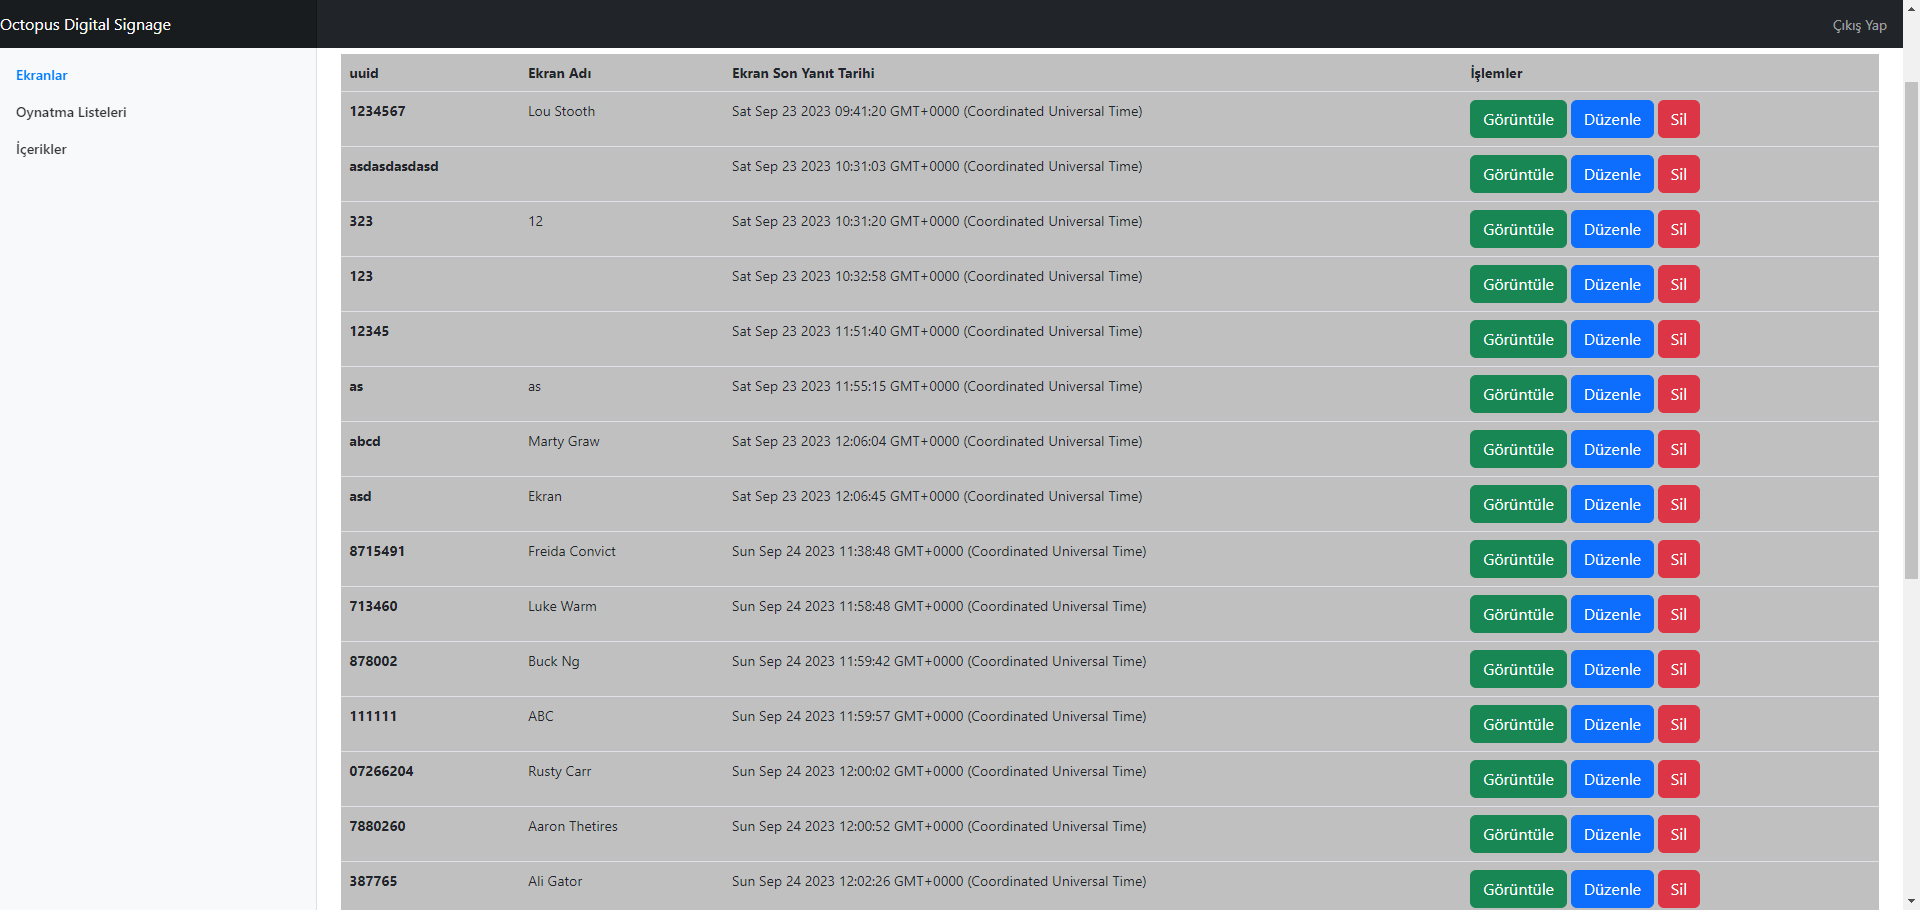 Octopus Digital Signage
Çıkış Yap
Ekranlar
Oynatma Listeleri
İçerikler
uuid Ekran Adı Ekran Son Yanıt Tarihi İşlemler
1234567 Lou Stooth Sat Sep 23 2023 09:41:20 GMT+0000 (Coordinated Universal Time) Görüntüle Düzenle Sil
asdasdasdasd Sat Sep 23 2023 10:31:03 GMT+0000 (Coordinated Universal Time) Görüntüle Düzenle Sil
323 12 Sat Sep 23 2023 10:31:20 GMT+0000 (Coordinated Universal Time) Görüntüle Düzenle Sil
123 Sat Sep 23 2023 10:32:58 GMT+0000 (Coordinated Universal Time) Görüntüle Düzenle Sil
12345 Sat Sep 23 2023 11:51:40 GMT+0000 (Coordinated Universal Time) Görüntüle Düzenle Sil
as as Sat Sep 23 2023 11:55:15 GMT+0000 (Coordinated Universal Time) Görüntüle Düzenle Sil
abcd Marty Graw Sat Sep 23 2023 12:06:04 GMT+0000 (Coordinated Universal Time) Görüntüle Düzenle Sil
asd Ekran Sat Sep 23 2023 12:06:45 GMT+0000 (Coordinated Universal Time) Görüntüle Düzenle Sil
8715491 Freida Convict Sun Sep 24 2023 11:38:48 GMT+0000 (Coordinated Universal Time) Görüntüle Düzenle Sil
713460 Luke Warm Sun Sep 24 2023 11:58:48 GMT+0000 (Coordinated Universal Time) Görüntüle Düzenle Sil
878002 Buck Ng Sun Sep 24 2023 11:59:42 GMT+0000 (Coordinated Universal Time) Görüntüle Düzenle Sil
111111 ABC Sun Sep 24 2023 11:59:57 GMT+0000 (Coordinated Universal Time) Görüntüle Düzenle Sil
07266204 Rusty Carr Sun Sep 24 2023 12:00:02 GMT+0000 (Coordinated Universal Time) Görüntüle Düzenle Sil
7880260 Aaron Thetires Sun Sep 24 2023 12:00:52 GMT+0000 (Coordinated Universal Time) Görüntüle Düzenle Sil
387765 Ali Gator Sun Sep 24 2023 12:02:26 GMT+0000 (Coordinated Universal Time) Görüntüle Düzenle Sil